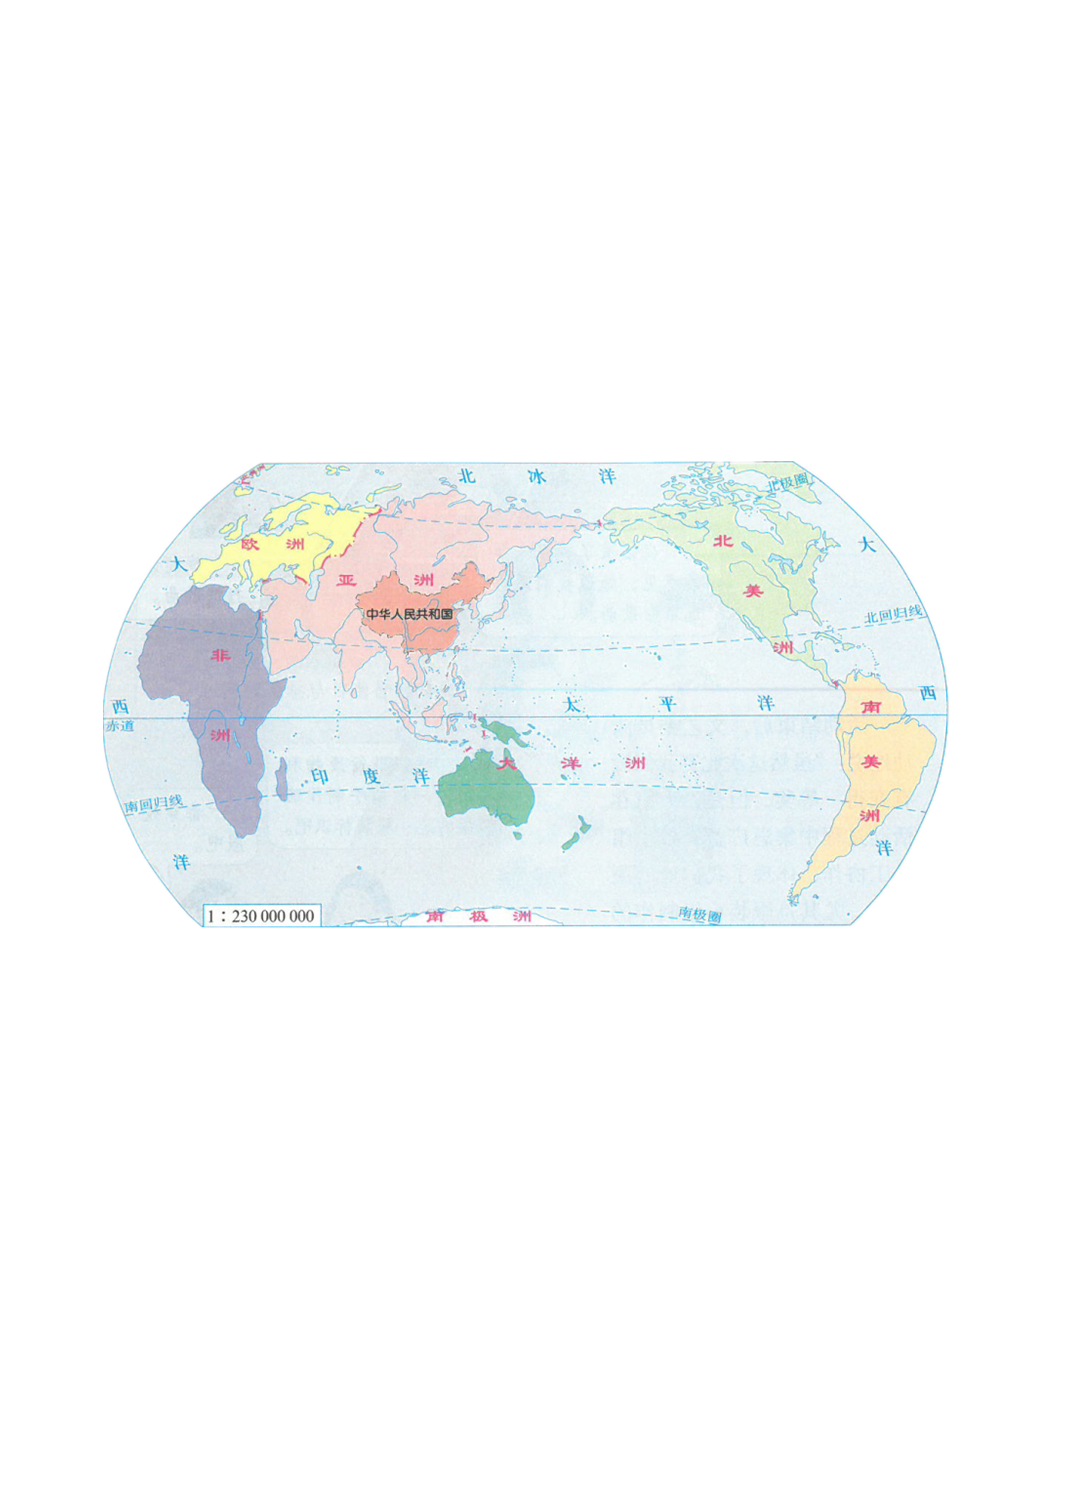 北 冰 洋
北极圈
欧 洲
北
大
大
亚 洲
美
中华人民共和国
北回归线
洲
非
西
太 平 洋
西
南
赤道
洲
大 洋 洲
美
印 度 洋
南回归线
洲
洋
洋
1：230 000 000
南 极 洲
南极圈